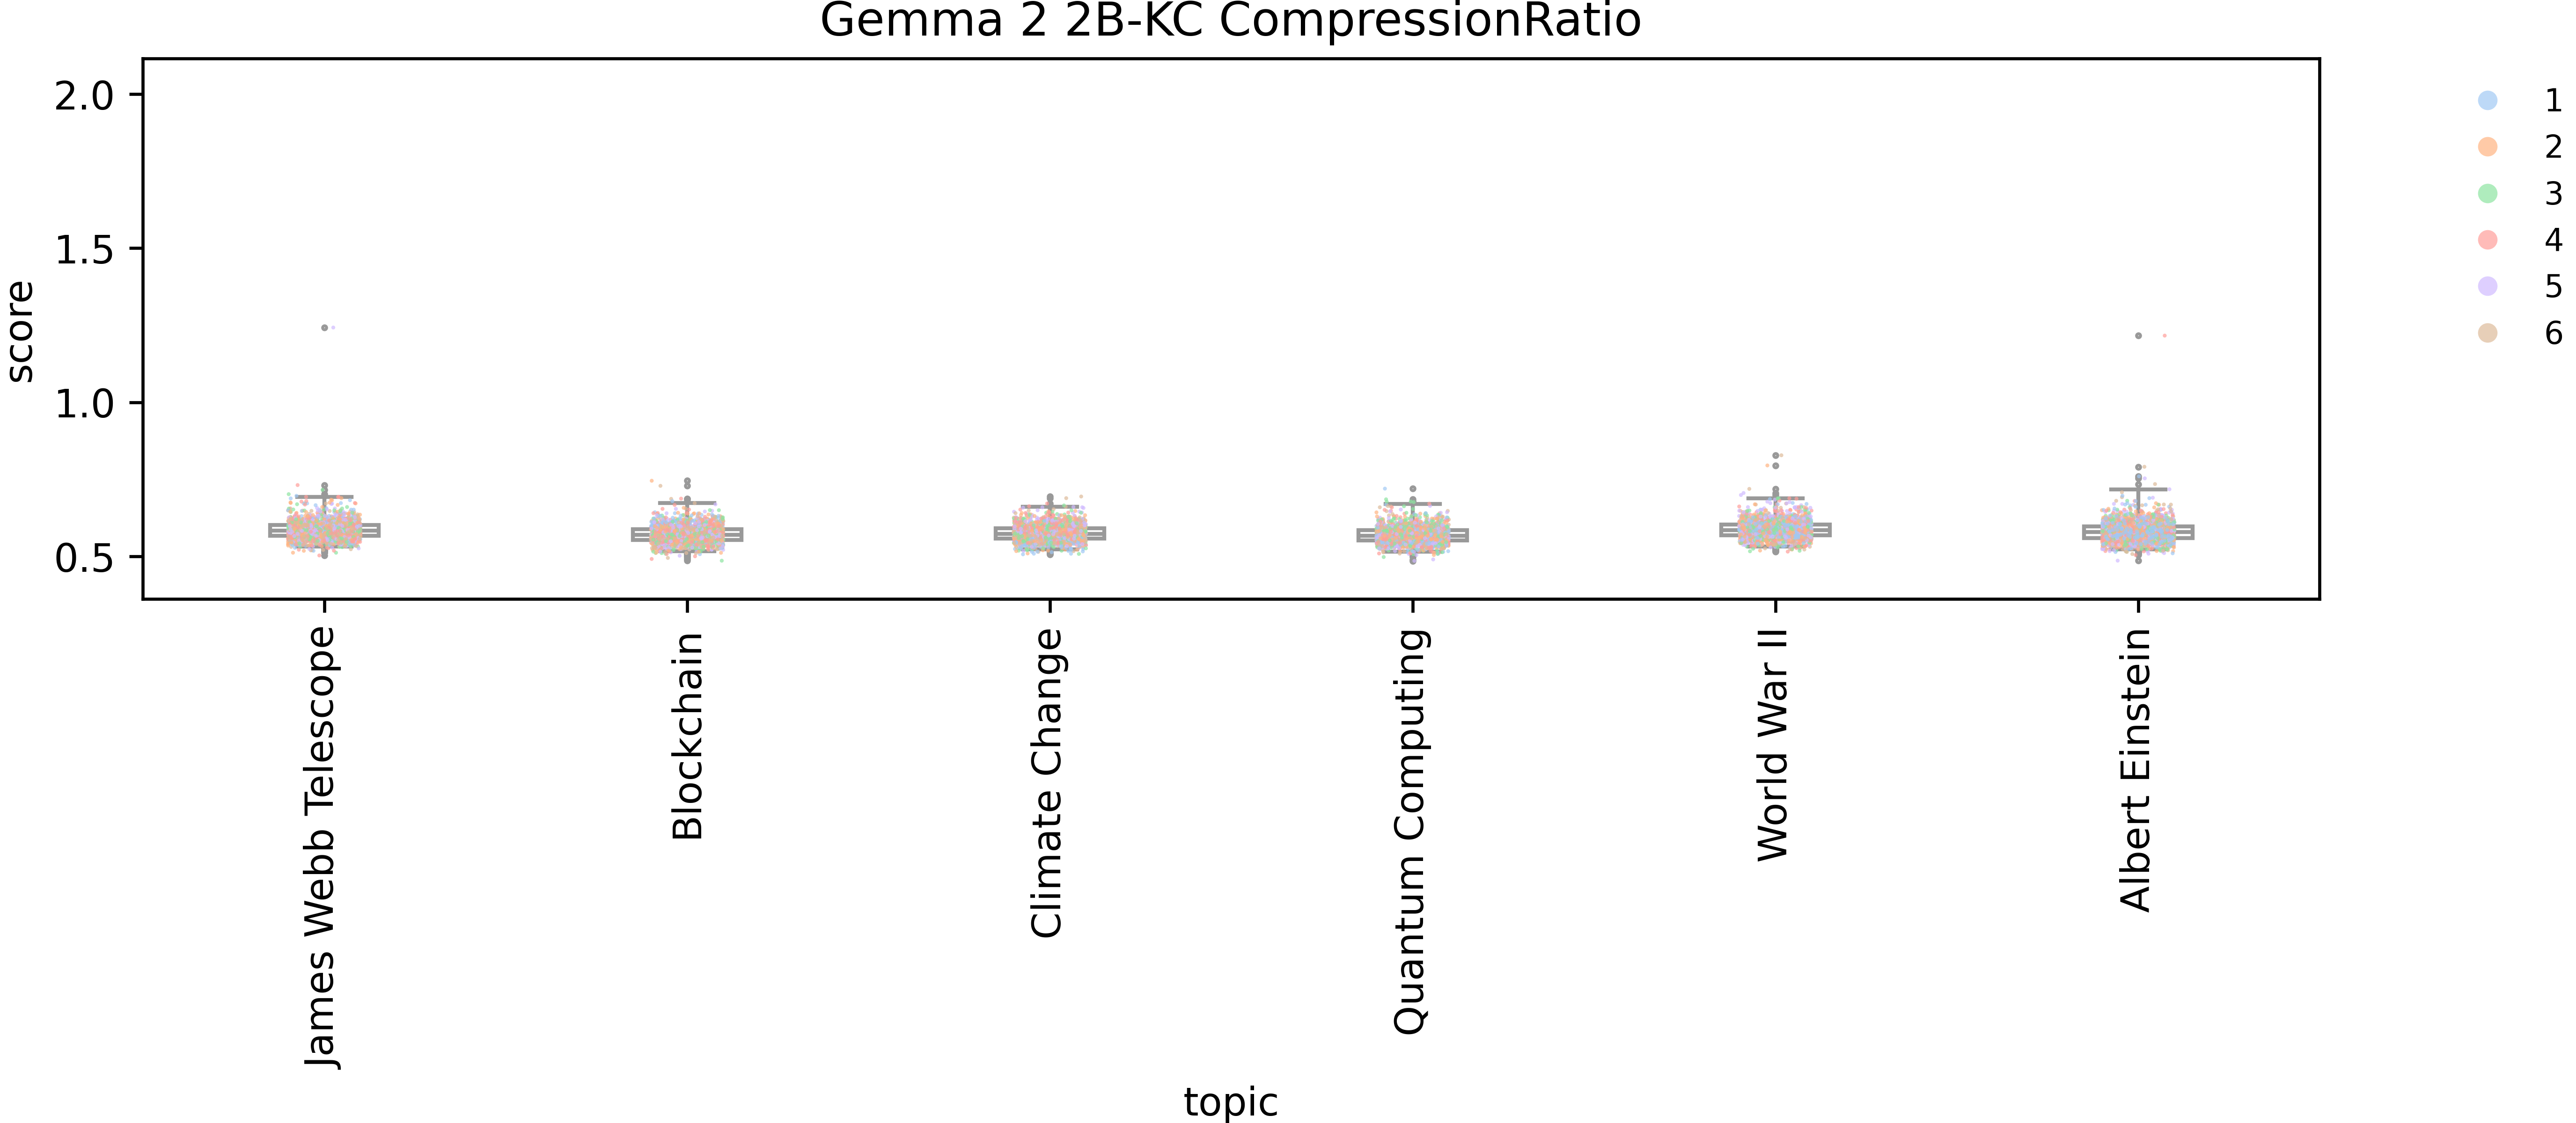 Gemma 2 2B-KC CompressionRatio
score
2.0
1.5
1.0
0.5
James Webb Telescope
Blockchain
Climate Change
Quantum Computing
World War II
Albert Einstein
topic
1
2
3
4
5
6